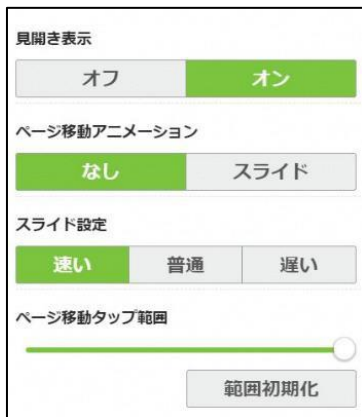 見開き表示
オフ オン
ページ移動アニメーション
なし スライド
スライド設定
速い 普通 遅い
ページ移動タップ範囲
範囲初期化